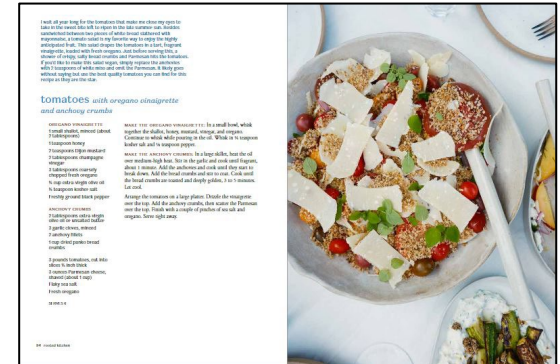 I wait all year long for the tomatoes that make me close my eyes to
take in the sweet bits left to ripen in the late summer sun. Besides
sandwiched between two pieces of white bread slathered with
mayonnaise, a tomato salad is my favorite way to enjoy the highly
anticipated fruit. This salad drapes the tomatoes in a tart, fragrant
vinaigrette, loaded with fresh oregano. Just before serving this, a
shower of crispy, salty bread crumbs and Parmesan hits the tomatoes.
If you'd like to make this salad vegan, simply replace the anchovies
with 2 teaspoons of white miso and omit the Parmesan. It likely goes
without saying but use the best quality tomatoes you can find for this
recipe as they are the star.
tomatoes with oregano vinaigrette
and anchovy crumbs
OREGANO VINAIGRETTE
1 small shallot, minced (about
2 tablespoons)
1 teaspoon honey
2 teaspoons Dijon mustard
2 tablespoons champagne
vinegar
2 tablespoons coarsely
chopped fresh oregano
¼ cup extra virgin olive oil
½ teaspoon kosher salt
Freshly ground black pepper
ANCHOVY CRUMBS
2 tablespoons extra virgin
olive oil or unsalted butter
2 garlic cloves, minced
2 anchovy fillets
1 cup dried panko bread
crumbs
2 pounds tomatoes, cut into
slices ¼ inch thick
2 ounces Parmesan cheese,
shaved (about 1 cup)
Flaky sea salt
Fresh oregano
SERVES 8
MAKE THE OREGANO VINAIGRETTE: In a small bowl, whisk
together the shallot, honey, mustard, vinegar, and oregano.
Continue to whisk while pouring in the oil. Whisk in ½ teaspoon
kosher salt and ¼ teaspoon pepper.
MAKE THE ANCHOVY CRUMBS: In a large skillet, heat the oil
over medium-high heat. Stir in the garlic and cook until fragrant,
about 1 minute. Add the anchovies and cook until they start to
break down. Add the bread crumbs and stir to coat. Cook until
the bread crumbs are toasted and deeply golden, 3 to 5 minutes.
Let cool.
Arrange the tomatoes on a large platter. Drizzle the vinaigrette
over the top. Add the anchovy crumbs, then scatter the Parmesan
over the top. Finish with a couple of pinches of sea salt and
oregano. Serve right away.